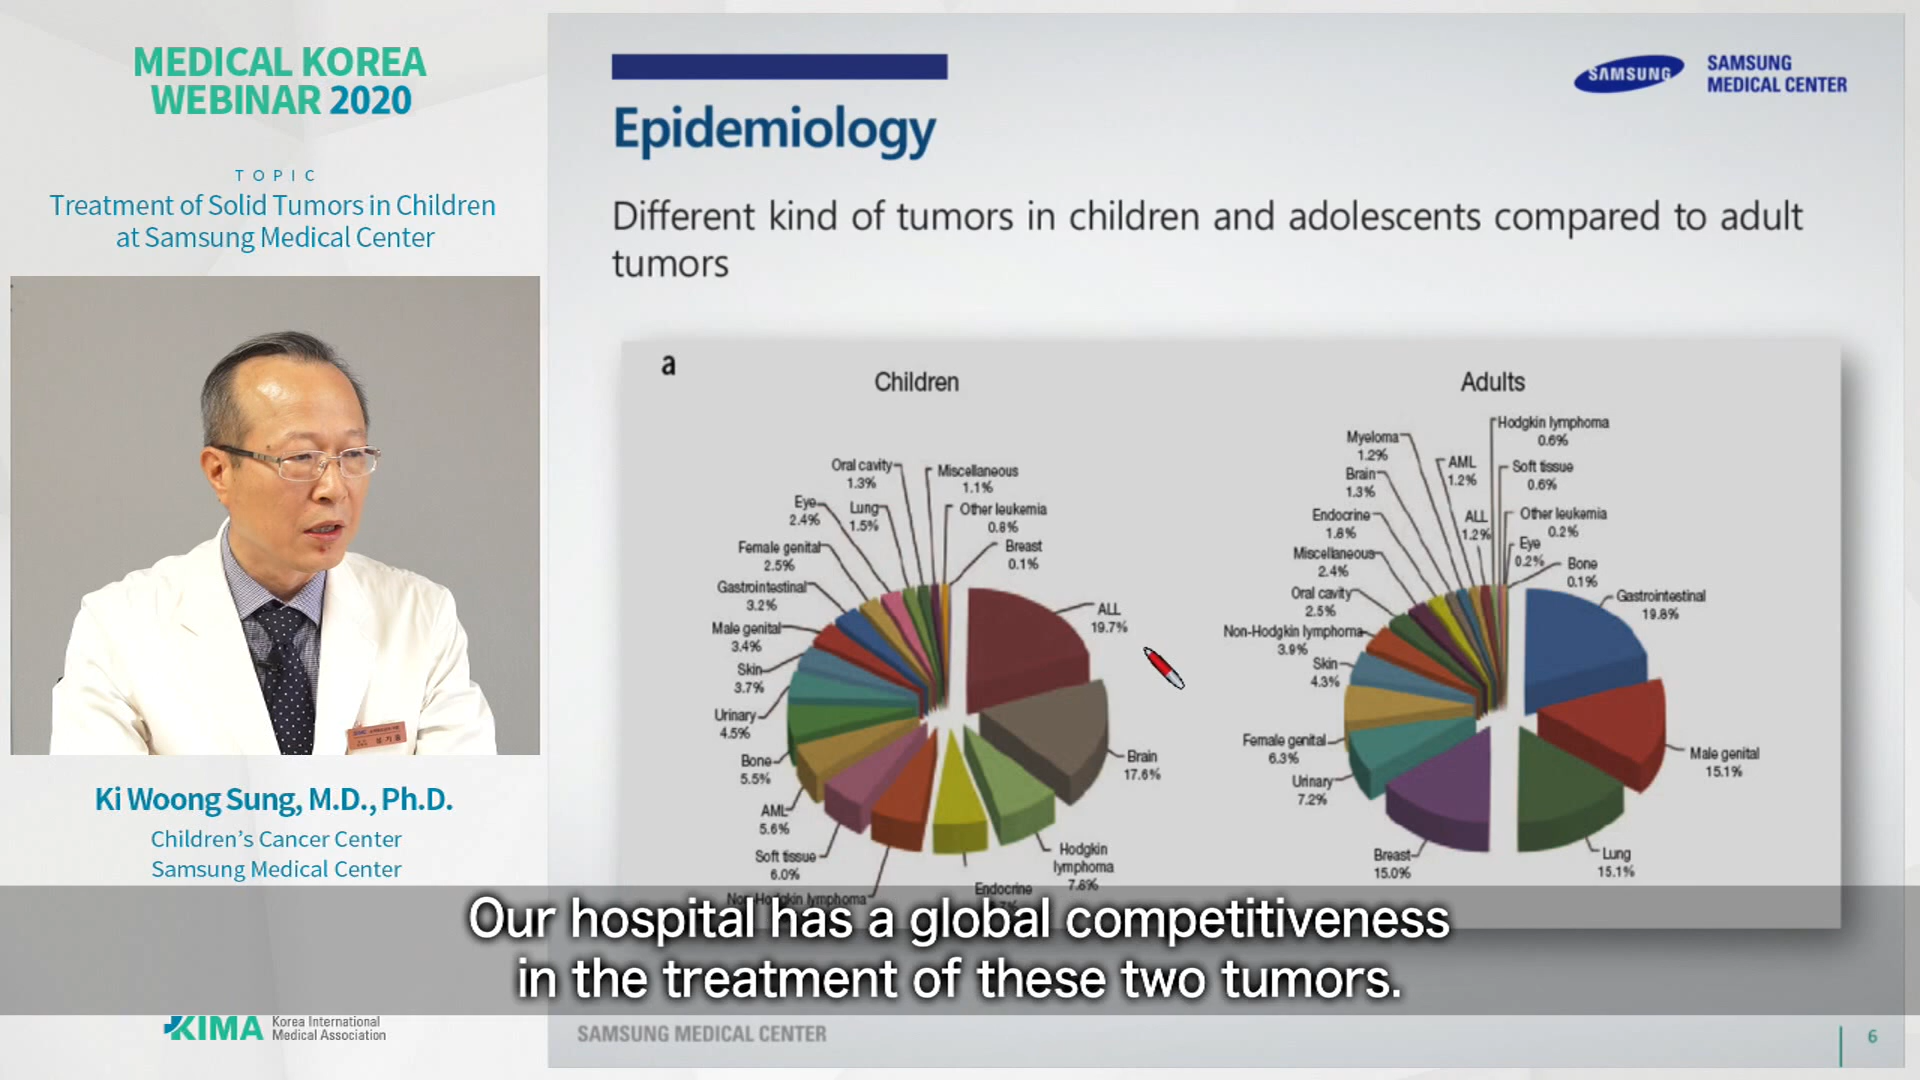 MEDICAL KOREA
WEBINAR 2020
TOPIC
Treatment of Solid Tumors in Children
at Samsung Medical Center
Ki Woong Sung, M.D., Ph.D.
Children's Cancer Center
Samsung Medical Center
KIMA
Korea International
Medical Association
SAMSUNG
SAMSUNG
MEDICAL CENTER
Epidemiology
Different kind of tumors in children and adolescents compared to adult
tumors
a
Children
Oral cavity
1.3%
Miscellaneous
1.1%
Eye
2.4%
Lung
1.5%
Other leukemia
0.8%
Female genital
2.5%
Breast
0.1%
Gastrointestinal
3.2%
ALL
19.7%
Male genital
3.4%
Skin
3.7%
Urinary
4.5%
Brain
17.6%
Bone
5.5%
AML
5.6%
Soft tissue
6.0%
Hodgkin
lymphoma
7.8%
Non-Hodgkin lymphoma
Endocrine
Adults
Hodgkin lymphoma
0.6%
Myeloma
1.2%
AML
1.2%
Soft tissue
0.6%
Brain
1.3%
Endocrine
1.8%
ALL
1.2%
Other leukemia
0.2%
Miscellaneous
2.4%
Eye
0.2%
Bone
0.1%
Oral cavity
2.5%
Gastrointestinal
19.8%
Non-Hodgkin lymphoma
3.9%
Skin
4.3%
Female genital
6.3%
Male genital
15.1%
Urinary
7.2%
Breast
15.0%
Lung
15.1%
Our hospital has a global competitiveness
in the treatment of these two tumors.
SAMSUNG MEDICAL CENTER
6